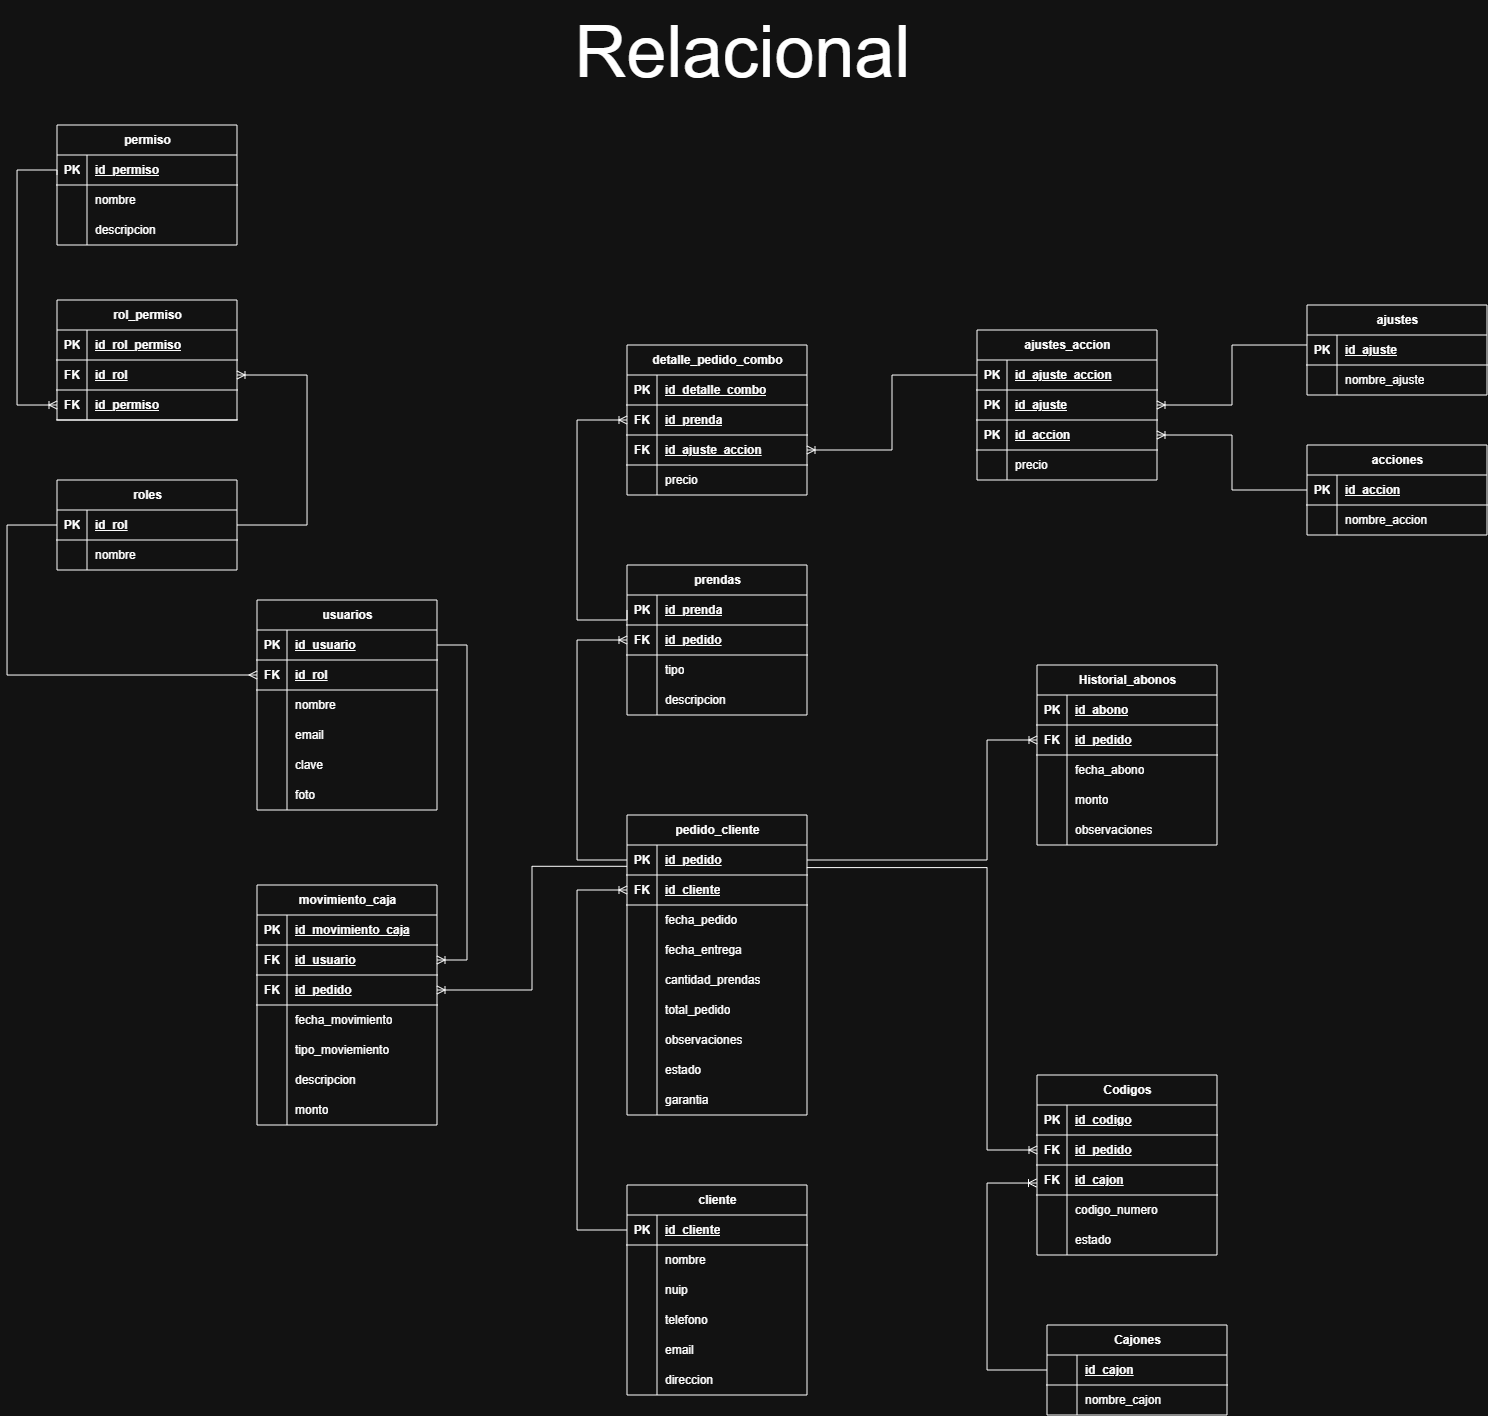 Relacional
permiso
PK id_permiso
nombre
descripcion
rol_permiso
PK id_rol_permiso
FK id_rol
FK id_permiso
roles
PK id_rol
nombre
usuarios
PK id_usuario
FK id_rol
nombre
email
clave
foto
movimiento_caja
PK id_movimiento_caja
FK id_usuario
FK id_pedido
fecha_movimiento
tipo_moviemiento
descripcion
monto
detalle_pedido_combo
PK id_detalle_combo
FK id_prenda
FK id_ajuste_accion
precio
prendas
PK id_prenda
FK id_pedido
tipo
descripcion
pedido_cliente
PK id_pedido
FK id_cliente
fecha_pedido
fecha_entrega
cantidad_prendas
total_pedido
observaciones
estado
garantia
cliente
PK id_cliente
nombre
nuip
telefono
email
direccion
ajustes_accion
PK id_ajuste_accion
PK id_ajuste
PK id_accion
precio
ajustes
PK id_ajuste
nombre_ajuste
acciones
PK id_accion
nombre_accion
Historial_abonos
PK id_abono
FK id_pedido
fecha_abono
monto
observaciones
Codigos
PK id_codigo
FK id_pedido
FK id_cajon
codigo_numero
estado
Cajones
id_cajon
nombre_cajon